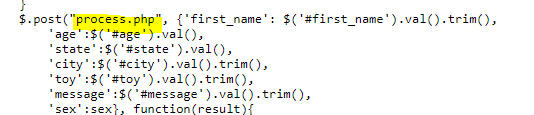 }
$.post("process.php", {'first_name': $('#first_name').val().trim(),
'age':$('#age').val(),
'state':$('#state').val(),
'city':$('#city').val().trim(),
'toy':$('#toy').val().trim(),
'message':$('#message').val().trim(),
'sex':sex}, function(result){